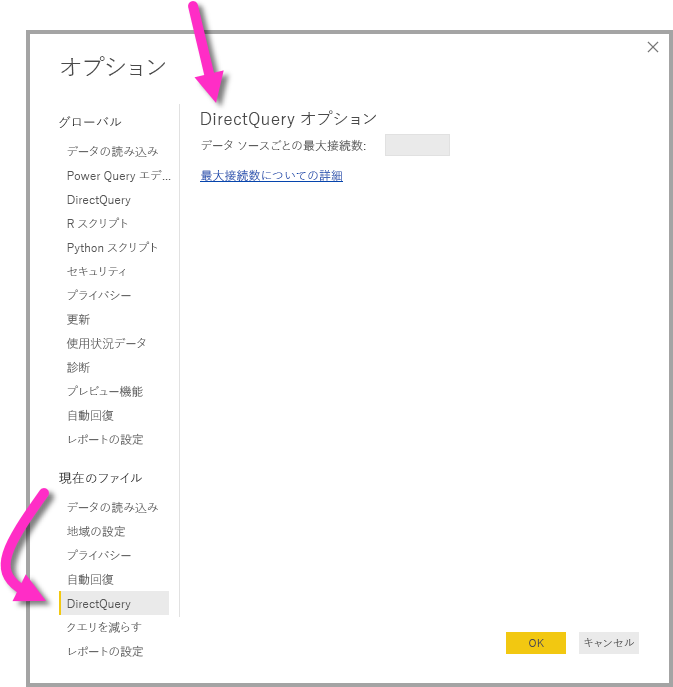 オプション
グローバル
データの読み込み
Power Query エデ...
DirectQuery
R スクリプト
Python スクリプト
セキュリティ
プライバシー
更新
使用状況データ
診断
プレビュー機能
自動回復
レポートの設定
現在のファイル
データの読み込み
地域の設定
プライバシー
自動回復
DirectQuery
クエリを減らす
レポートの設定
DirectQuery オプション
データ ソースごとの最大接続数:
最大接続数についての詳細
OK
キャンセル